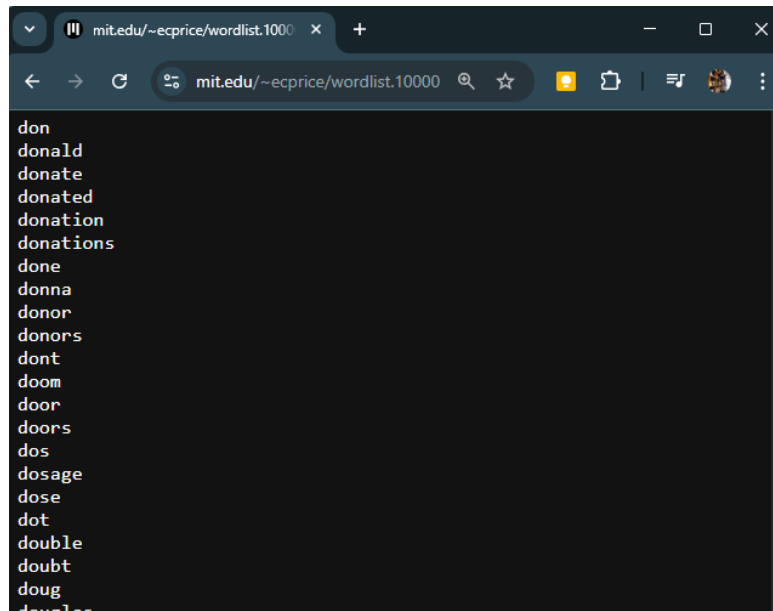 mit.edu/~ecprice/wordlist.1000
mit.edu/~ecprice/wordlist.10000
don
donald
donate
donated
donation
donations
done
donna
donor
donors
dont
doom
door
doors
dos
dosage
dose
dot
double
doubt
doug